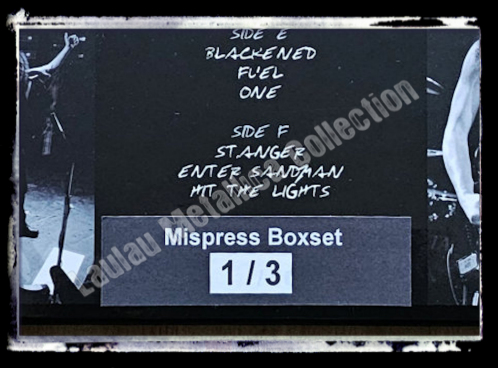 SIDE E
BLACKENED
FUEL
ONE
SIDE F
STANGER
ENTER SANDMAN
HIT THE LIGHTS
Mispress Boxset
1 / 3
Laulau Metallica Collection